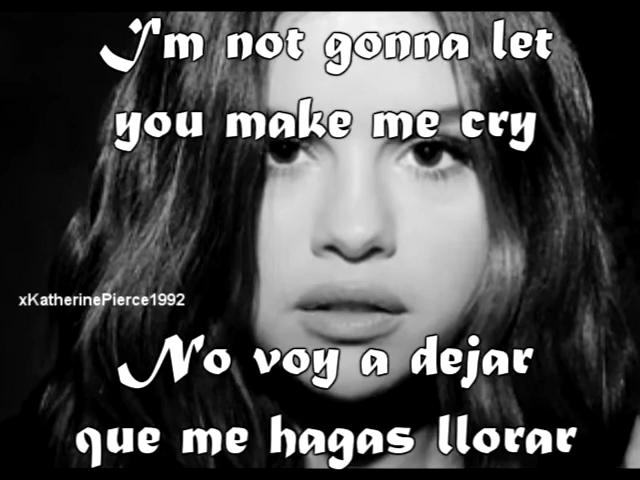 I'm not gonna let
you make me cry
xKatherinePierce1992
No voy a dejar
que me hagas llorar